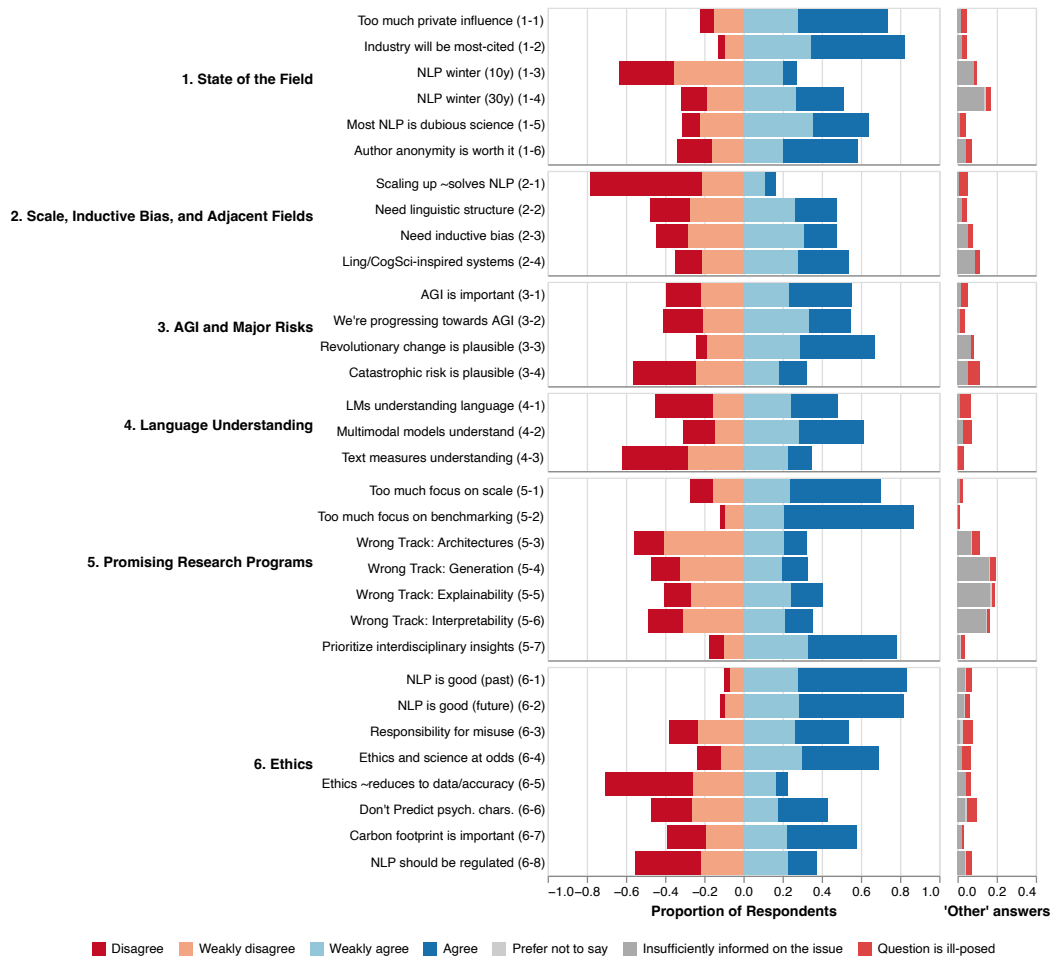 1. State of the Field
Too much private influence (1-1)
Industry will be most-cited (1-2)
NLP winter (10y) (1-3)
NLP winter (30y) (1-4)
Most NLP is dubious science (1-5)
Author anonymity is worth it (1-6)
2. Scale, Inductive Bias, and Adjacent Fields
Scaling up ~solves NLP (2-1)
Need linguistic structure (2-2)
Need inductive bias (2-3)
Ling/CogSci-inspired systems (2-4)
3. AGI and Major Risks
AGI is important (3-1)
We're progressing towards AGI (3-2)
Revolutionary change is plausible (3-3)
Catastrophic risk is plausible (3-4)
4. Language Understanding
LMs understanding language (4-1)
Multimodal models understand (4-2)
Text measures understanding (4-3)
5. Promising Research Programs
Too much focus on scale (5-1)
Too much focus on benchmarking (5-2)
Wrong Track: Architectures (5-3)
Wrong Track: Generation (5-4)
Wrong Track: Explainability (5-5)
Wrong Track: Interpretability (5-6)
Prioritize interdisciplinary insights (5-7)
6. Ethics
NLP is good (past) (6-1)
NLP is good (future) (6-2)
Responsibility for misuse (6-3)
Ethics and science at odds (6-4)
Ethics ~reduces to data/accuracy (6-5)
Don't Predict psych. chars. (6-6)
Carbon footprint is important (6-7)
NLP should be regulated (6-8)
−1.0 −0.8 −0.6 −0.4 −0.2 0.0 0.2 0.4 0.6 0.8 1.0
0.0 0.2 0.4
Proportion of Respondents
'Other' answers
Disagree Weakly disagree Weakly agree Agree Prefer not to say Insufficiently informed on the issue Question is ill-posed